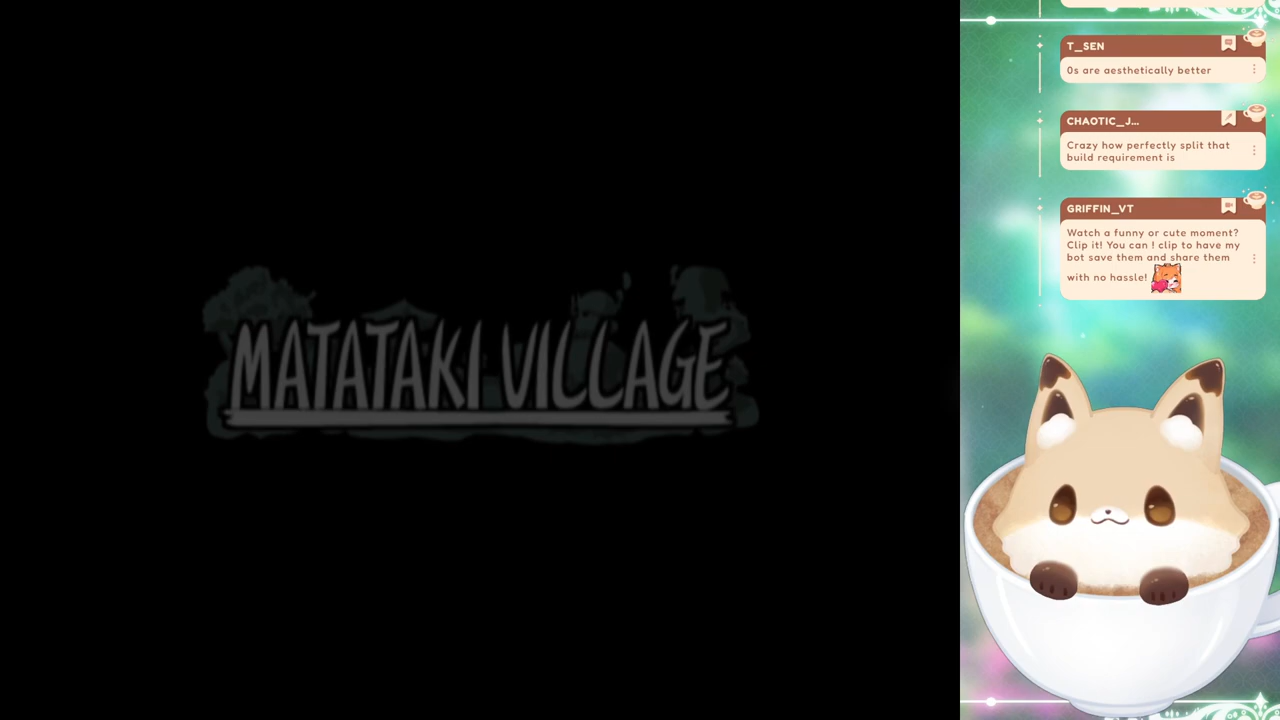 MATATAKI VILLAGE
T_SEN
0s are aesthetically better
CHAOTIC_J...
Crazy how perfectly split that
build requirement is
GRIFFIN_VT
Watch a funny or cute moment?
Clip it! You can ! clip to have my
bot save them and share them
with no hassle!